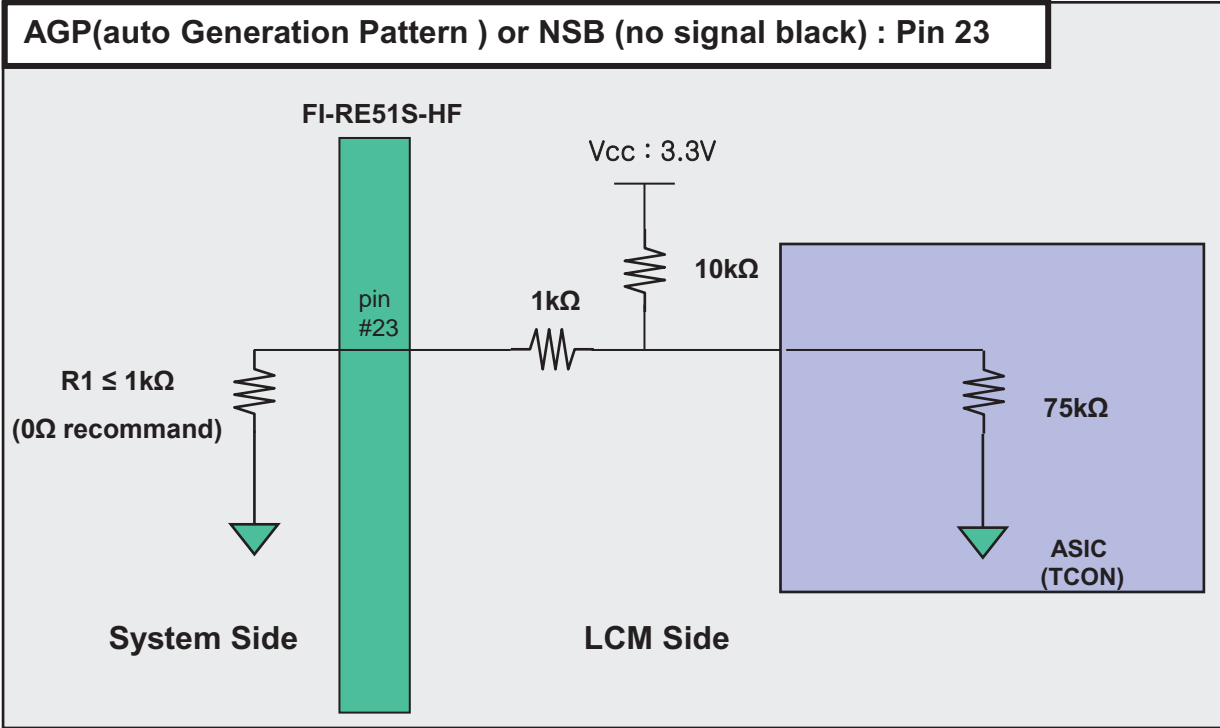 AGP(auto Generation Pattern ) or NSB (no signal black) : Pin 23
FI-RE51S-HF
Vcc : 3.3V
10kΩ
1kΩ
pin
#23
R1 ≤ 1kΩ
(0Ω recommand)
75kΩ
ASIC
(TCON)
System Side
LCM Side